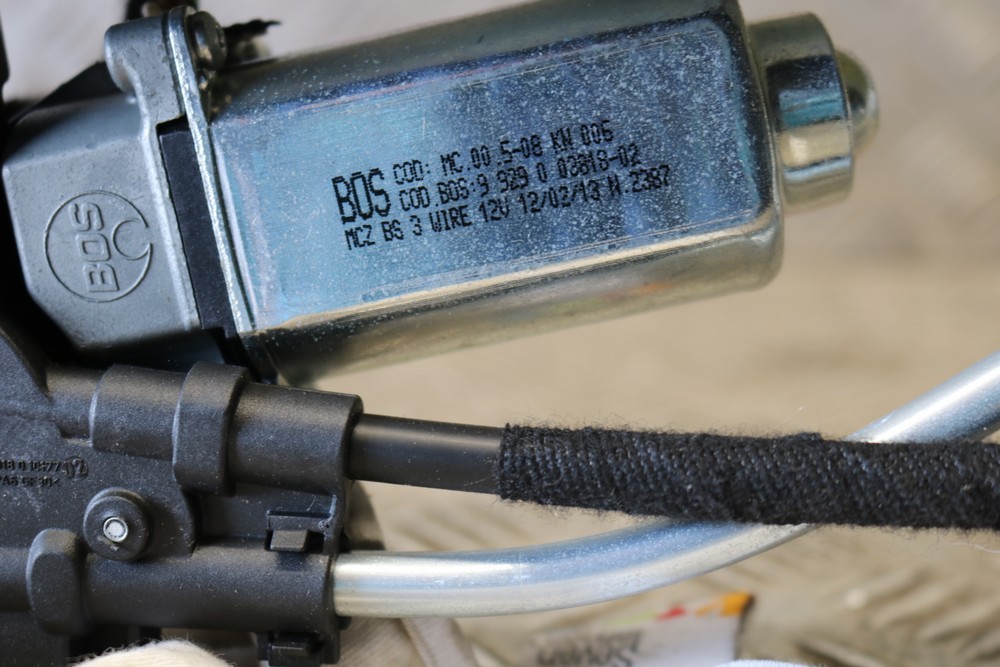 BOS COD: MC.00.5-08 KW 006
COD.BOS:9 929 0 03818-02
MCZ BS 3 WIRE 12V 12/02/13 N 2387
BOS